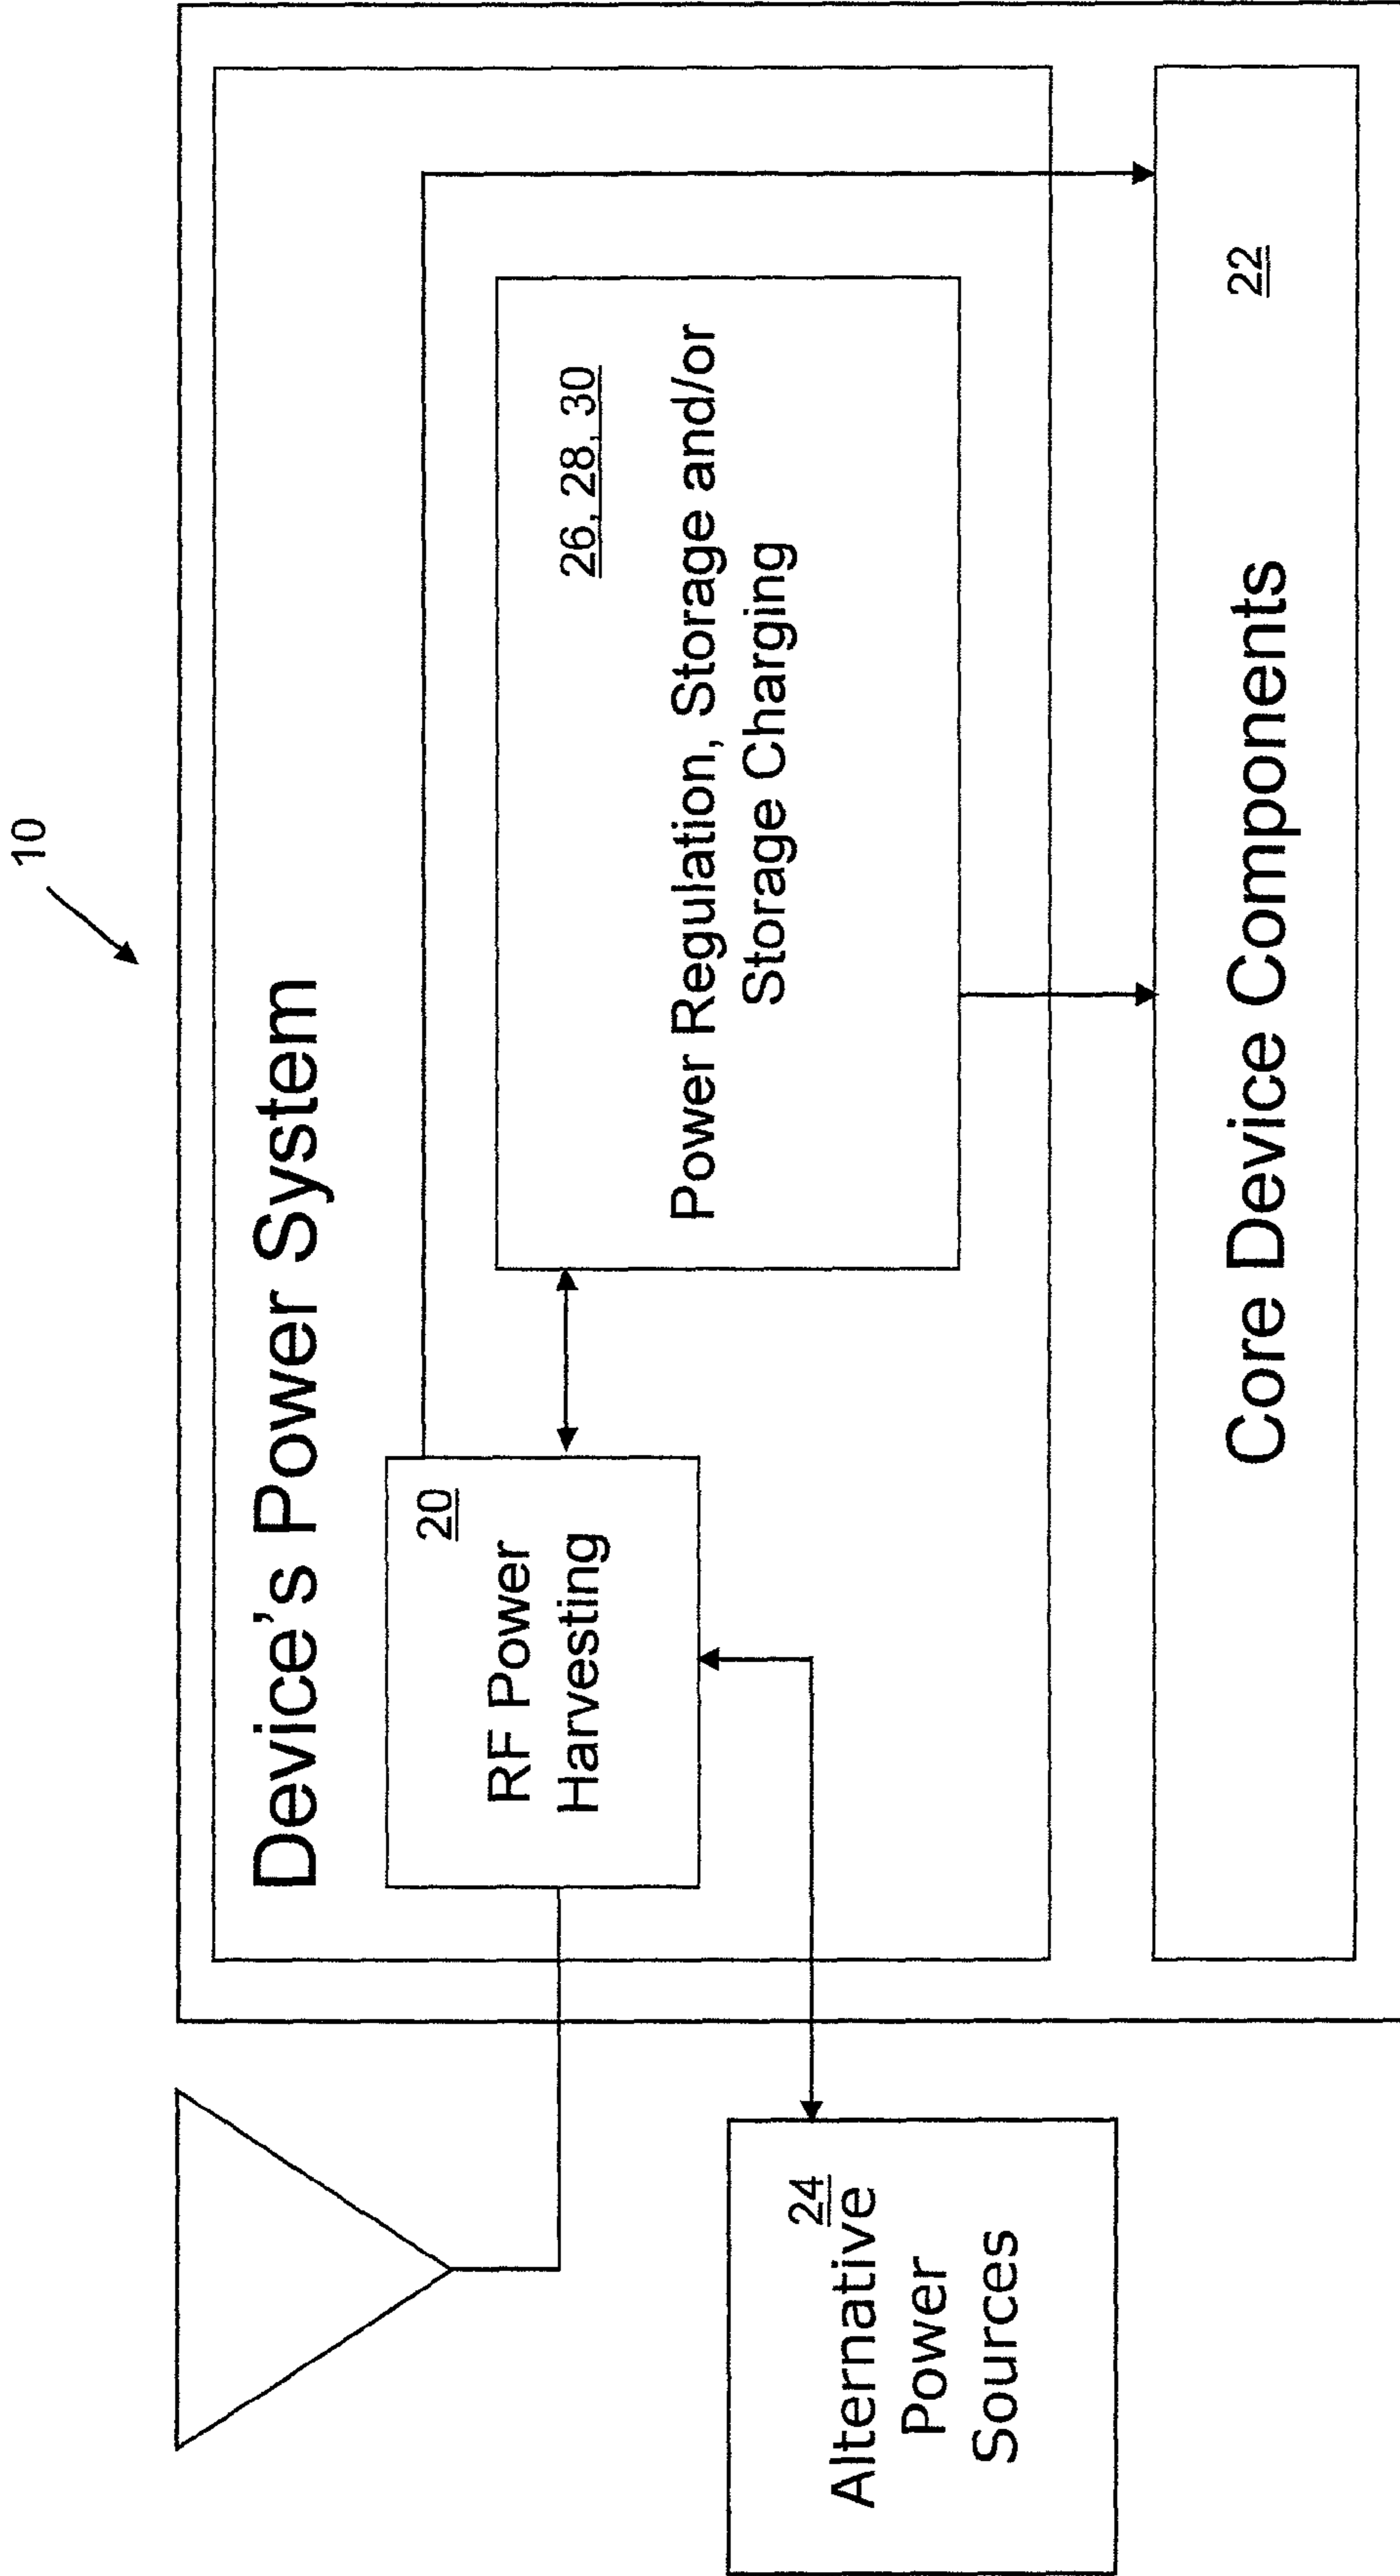 10
Device's Power System
20
RF Power
Harvesting
26, 28, 30
Power Regulation, Storage and/or
Storage Charging
24
Alternative
Power
Sources
Core Device Components
22